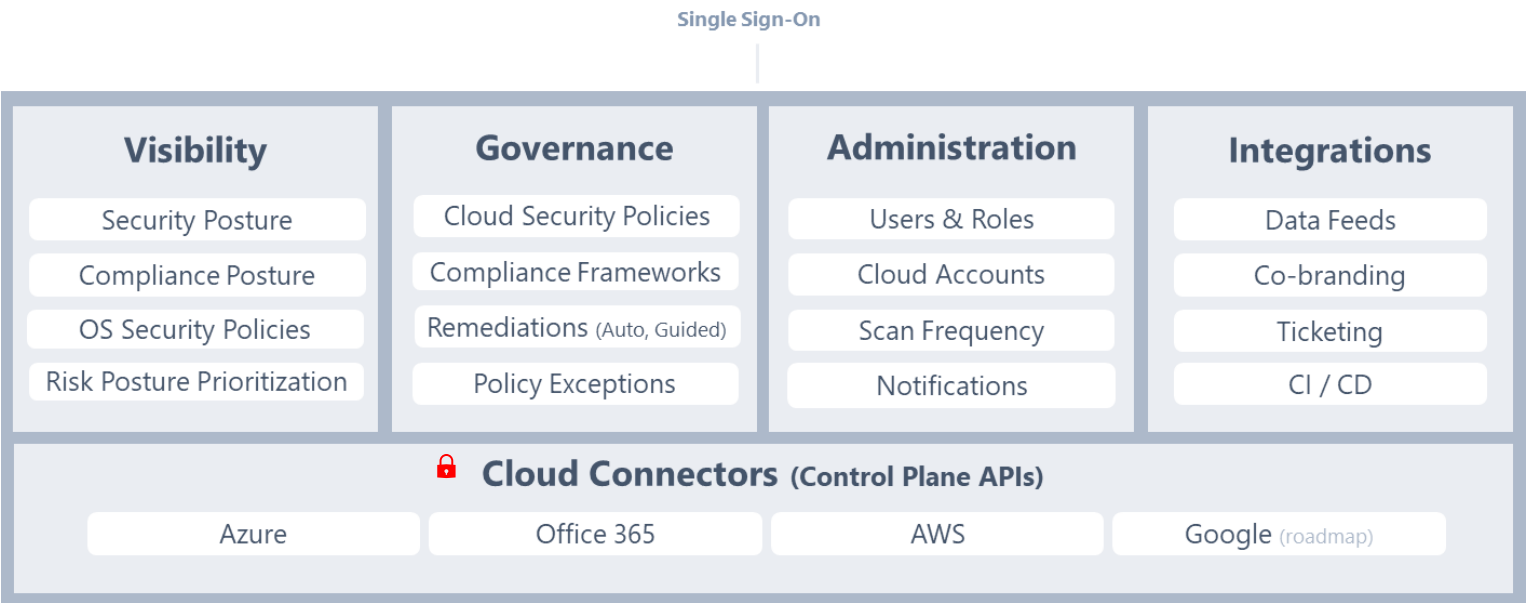 Single Sign-On
Visibility
Security Posture
Compliance Posture
OS Security Policies
Risk Posture Prioritization
Governance
Cloud Security Policies
Compliance Frameworks
Remediations (Auto, Guided)
Policy Exceptions
Administration
Users & Roles
Cloud Accounts
Scan Frequency
Notifications
Integrations
Data Feeds
Co-branding
Ticketing
CI / CD
Cloud Connectors (Control Plane APIs)
Azure
Office 365
AWS
Google (roadmap)